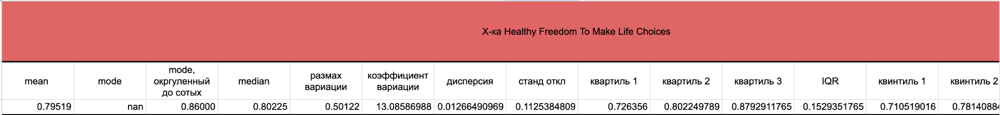 Х-ка Healthy Freedom To Make Life Choices
mean
mode
mode,
окргуленный
до сотых
median
размах
вариации
коэффициент
вариации
дисперсия
станд откл
квартиль 1
квартиль 2
квартиль 3
IQR
квинтиль 1
квинтиль 2
0.79519
nan
0.86000
0.80225
0.50122
13.08586988
0.01266490969
0.1125384809
0.726356
0.802249789
0.8792911765
0.1529351765
0.710519016
0.78140884